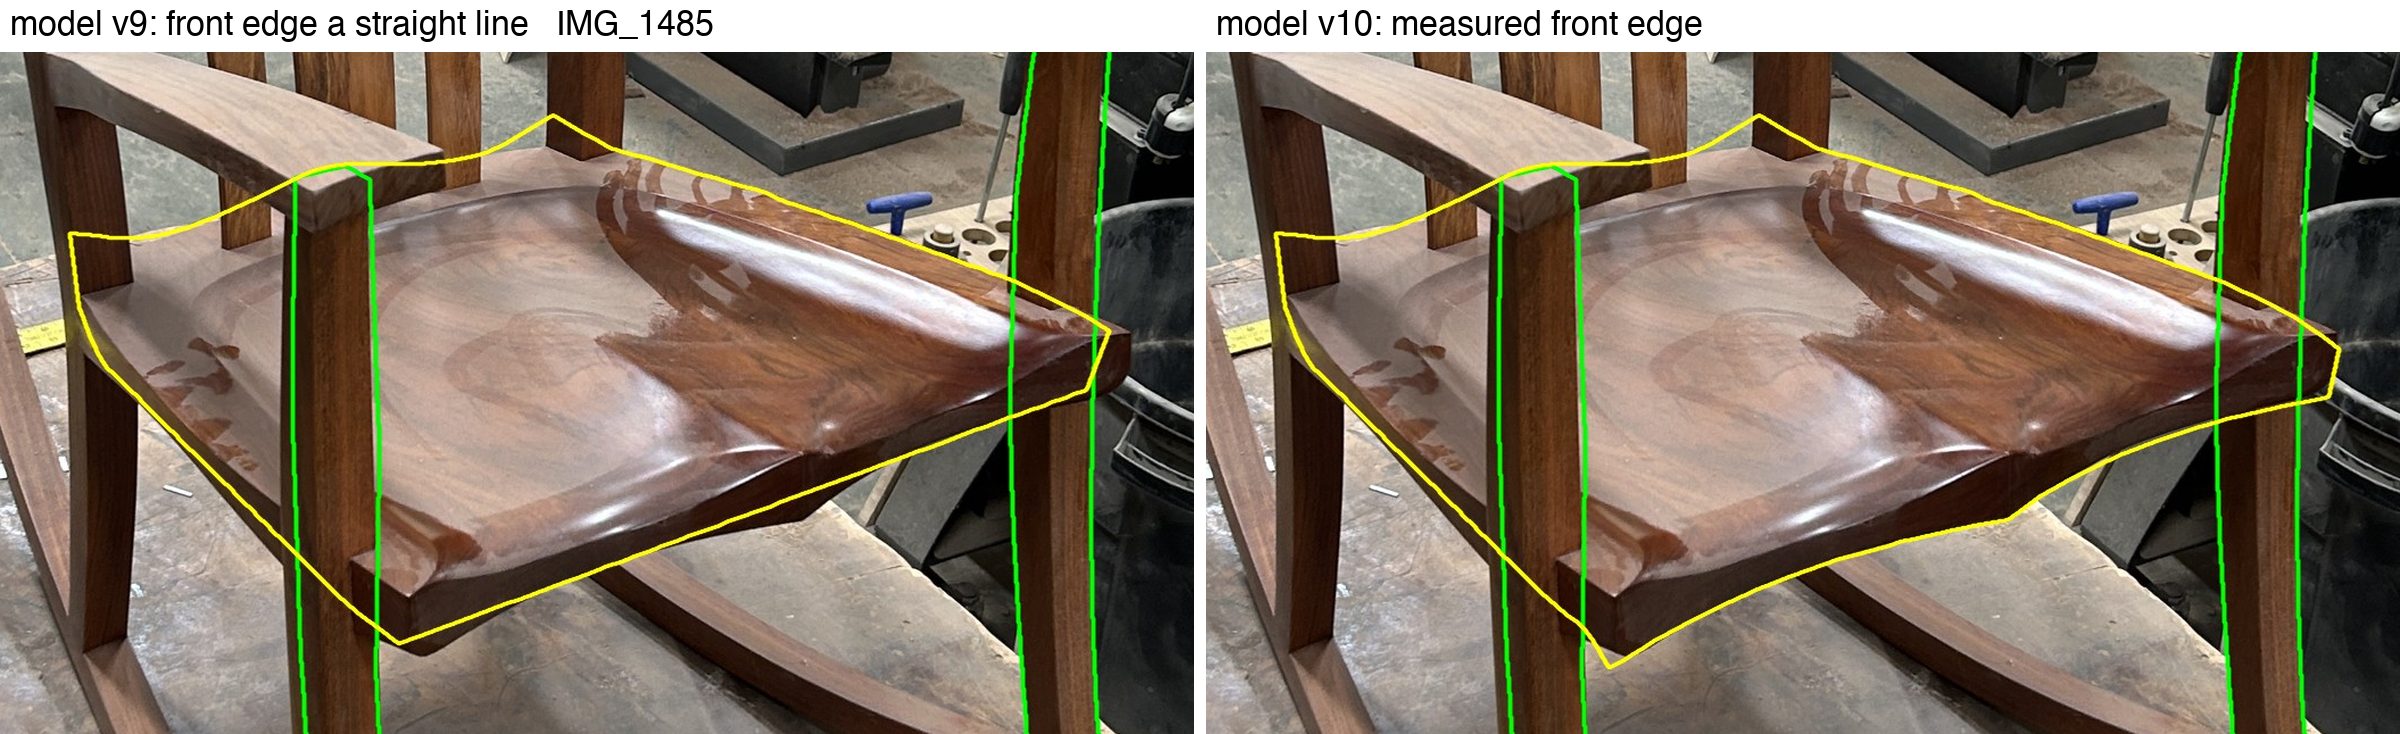 model v9: front edge a straight line   IMG_1485
model v10: measured front edge